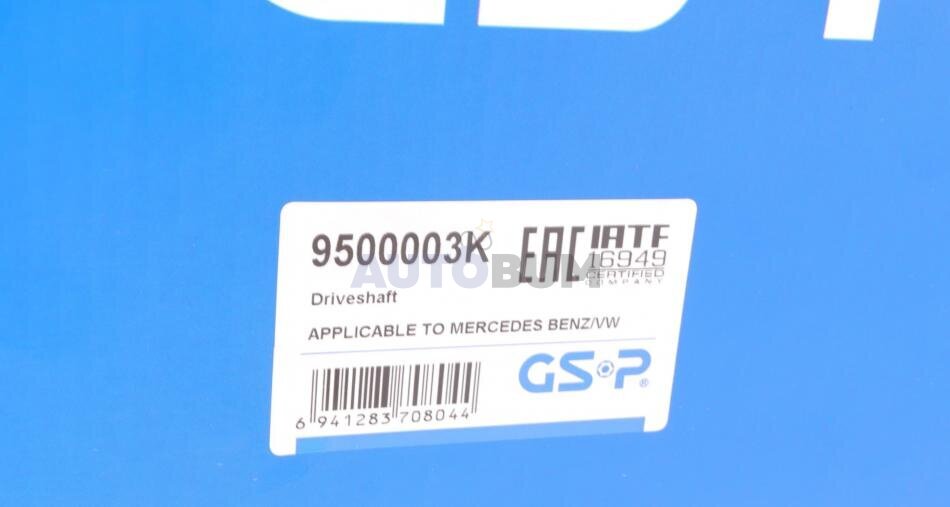 9500003K
EAC
IATF
16949
CERTIFIED
COMPANY
AUTOBUM
Driveshaft
APPLICABLE TO MERCEDES BENZ/VW
GSP®
6 941283 708044